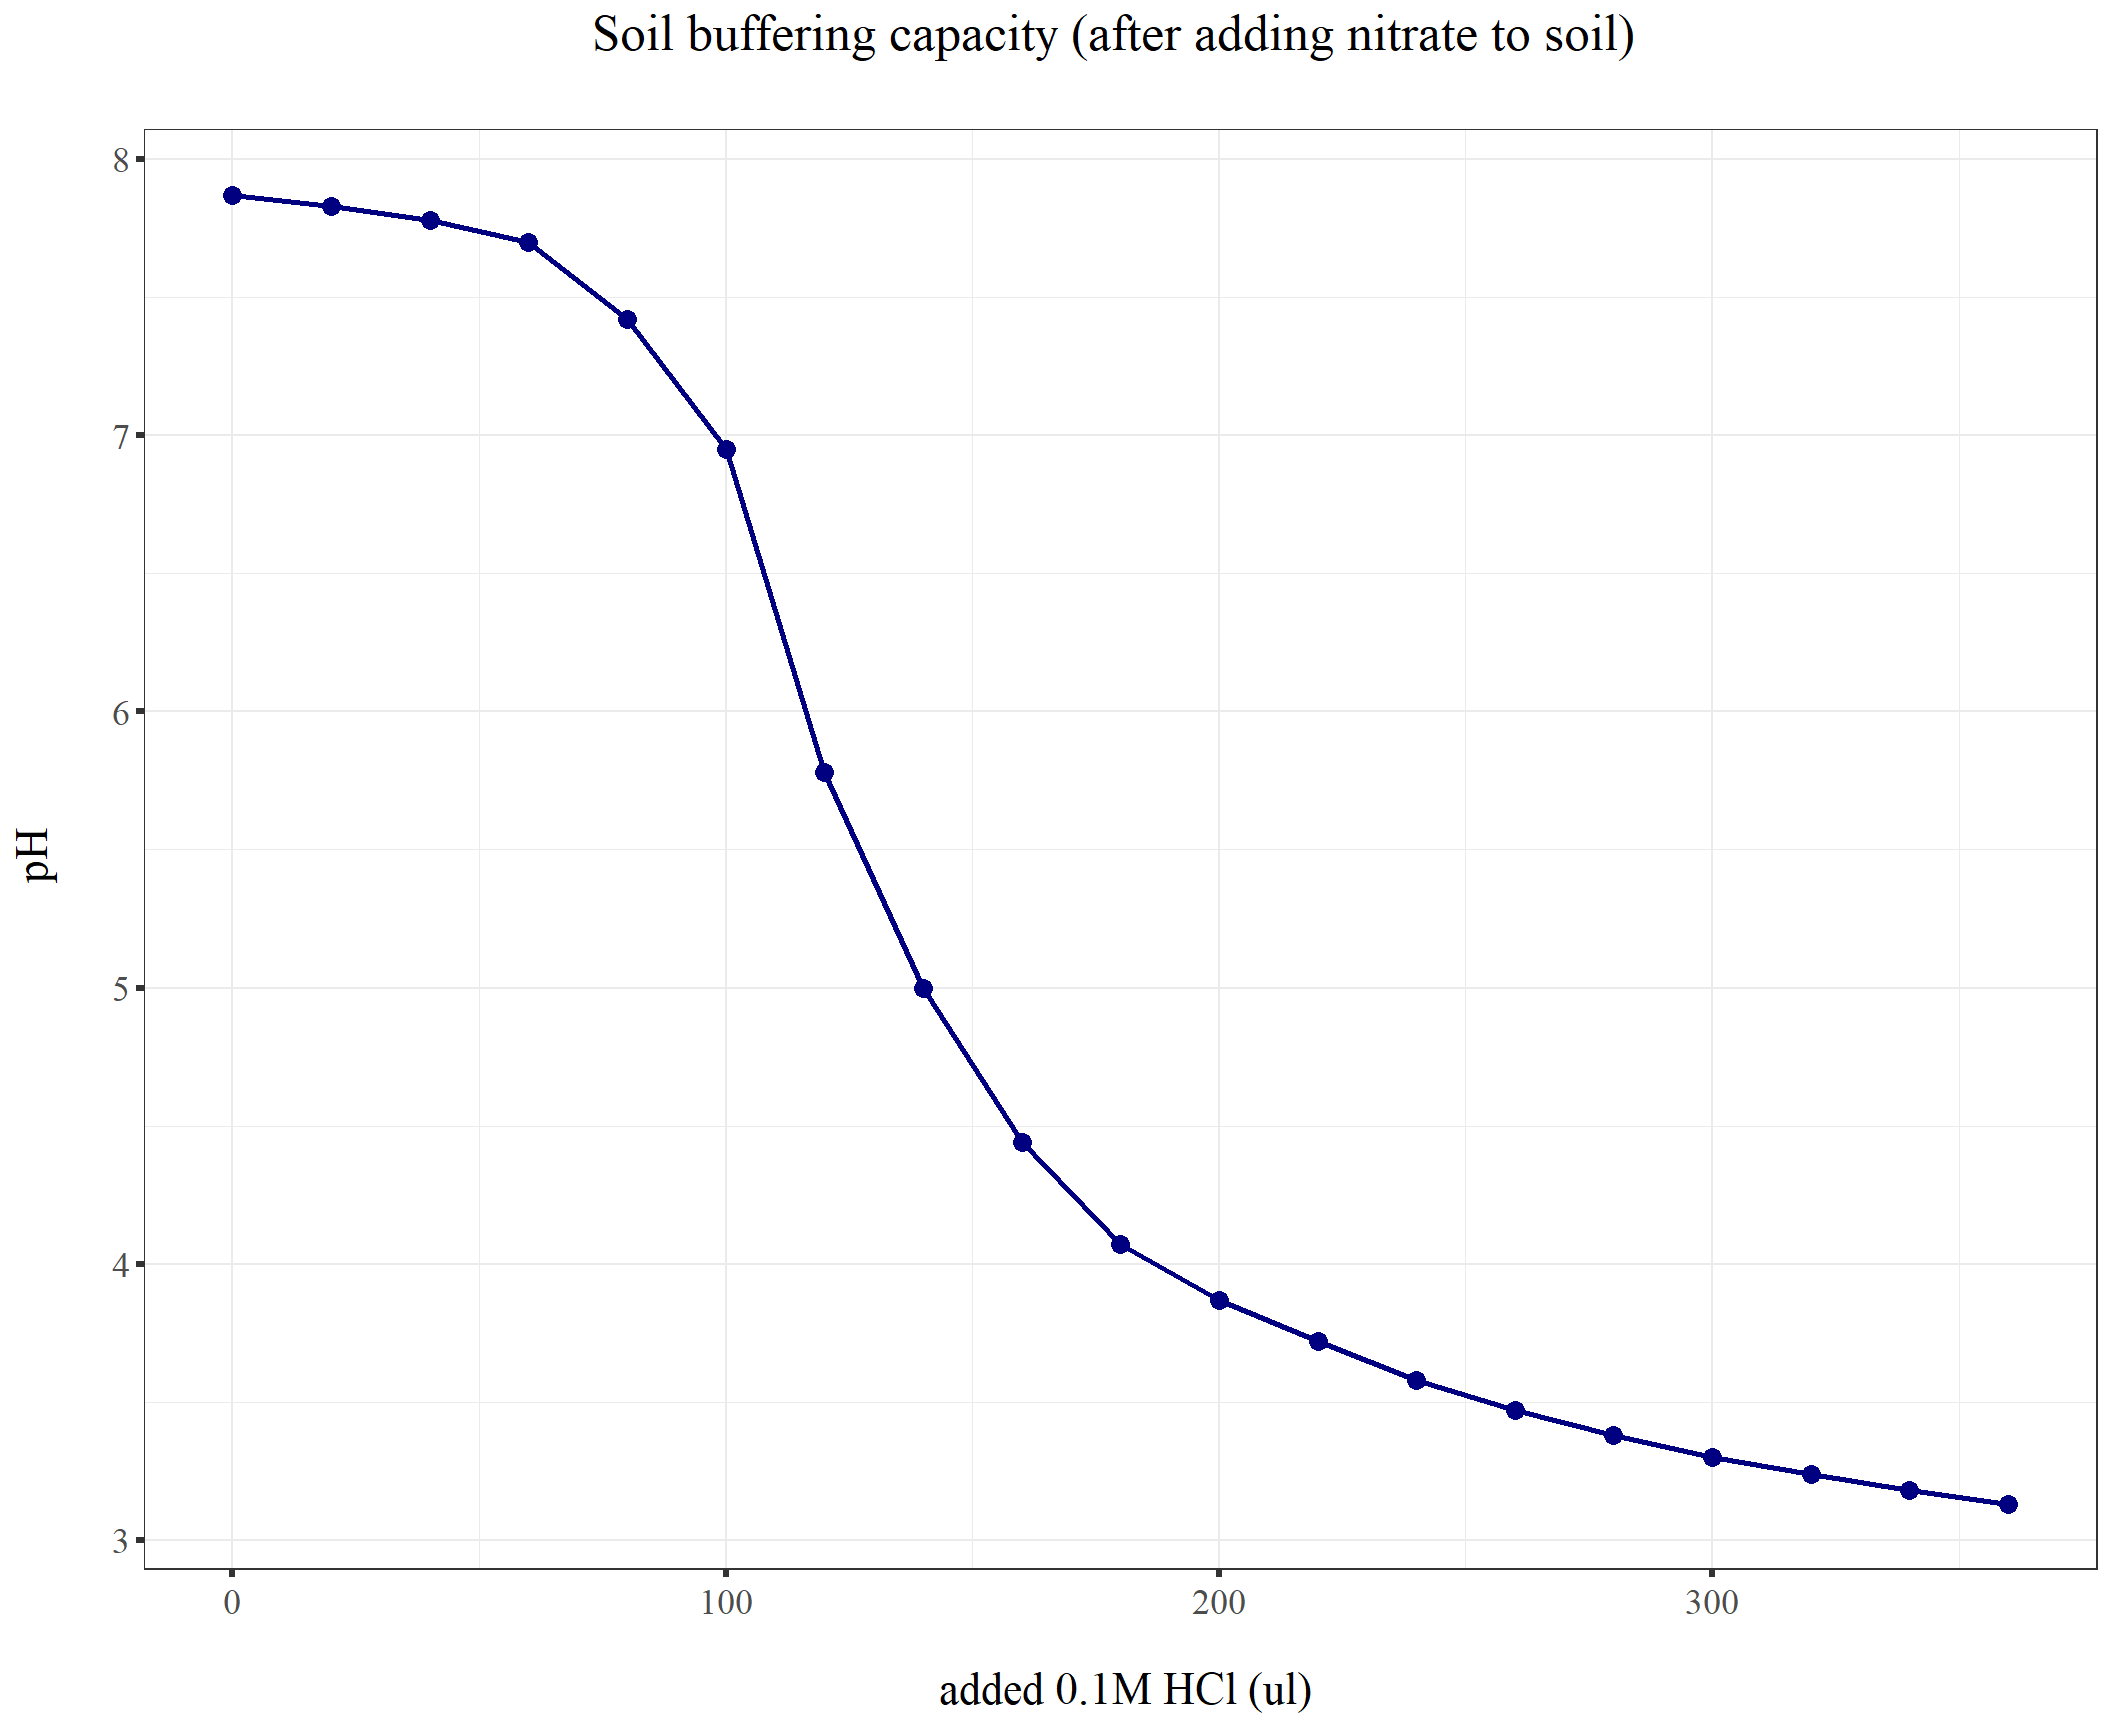 Soil buffering capacity (after adding nitrate to soil)
8
7
6
5
4
3
pH
0 100 200 300
added 0.1M HCl (ul)